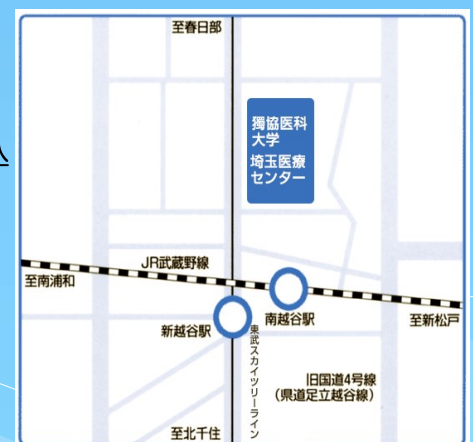 至春日部
獨協医科
大学
埼玉医療
センター
JR武蔵野線
至南浦和
新越谷駅
南越谷駅
至新松戸
東武スカイツリーライン
旧国道4号線
（県道足立越谷線）
至北千住